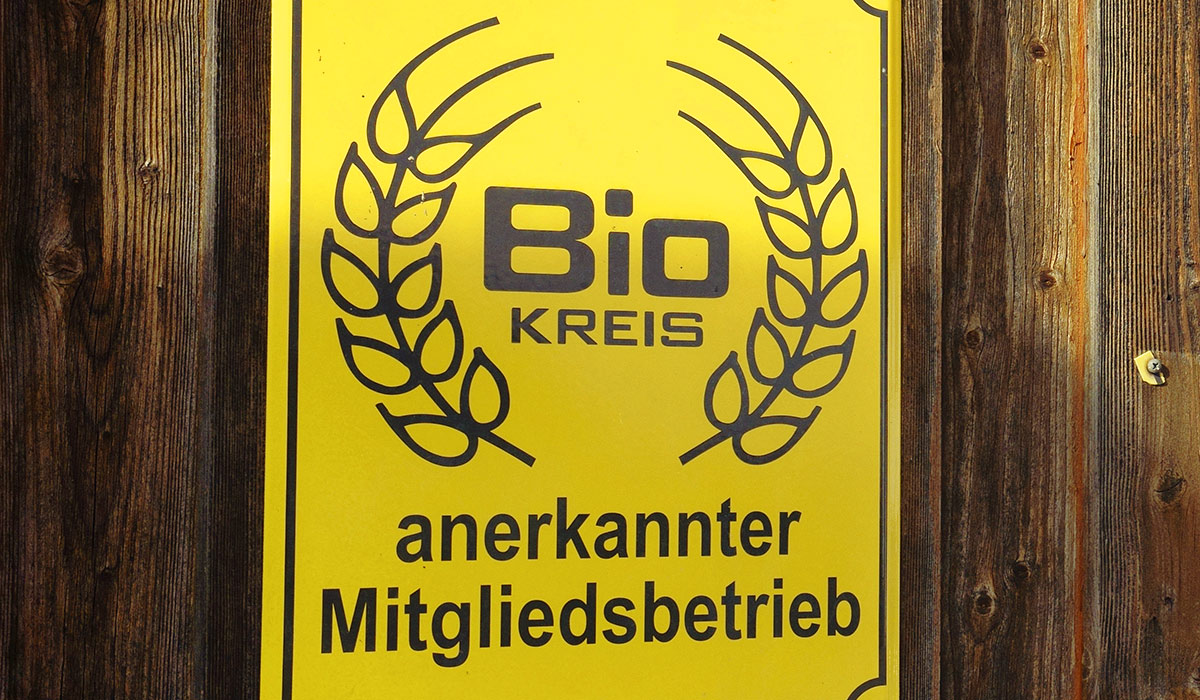 Bio
KREIS
anerkannter
Mitgliedsbetrieb